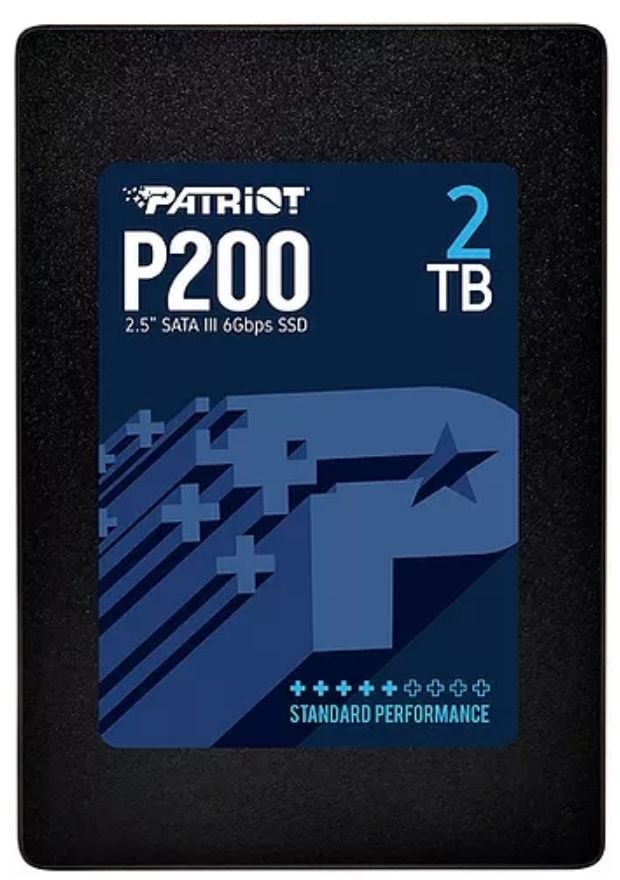 PATRIOT
P200
2.5" SATA III 6Gbps SSD
2
TB
STANDARD PERFORMANCE